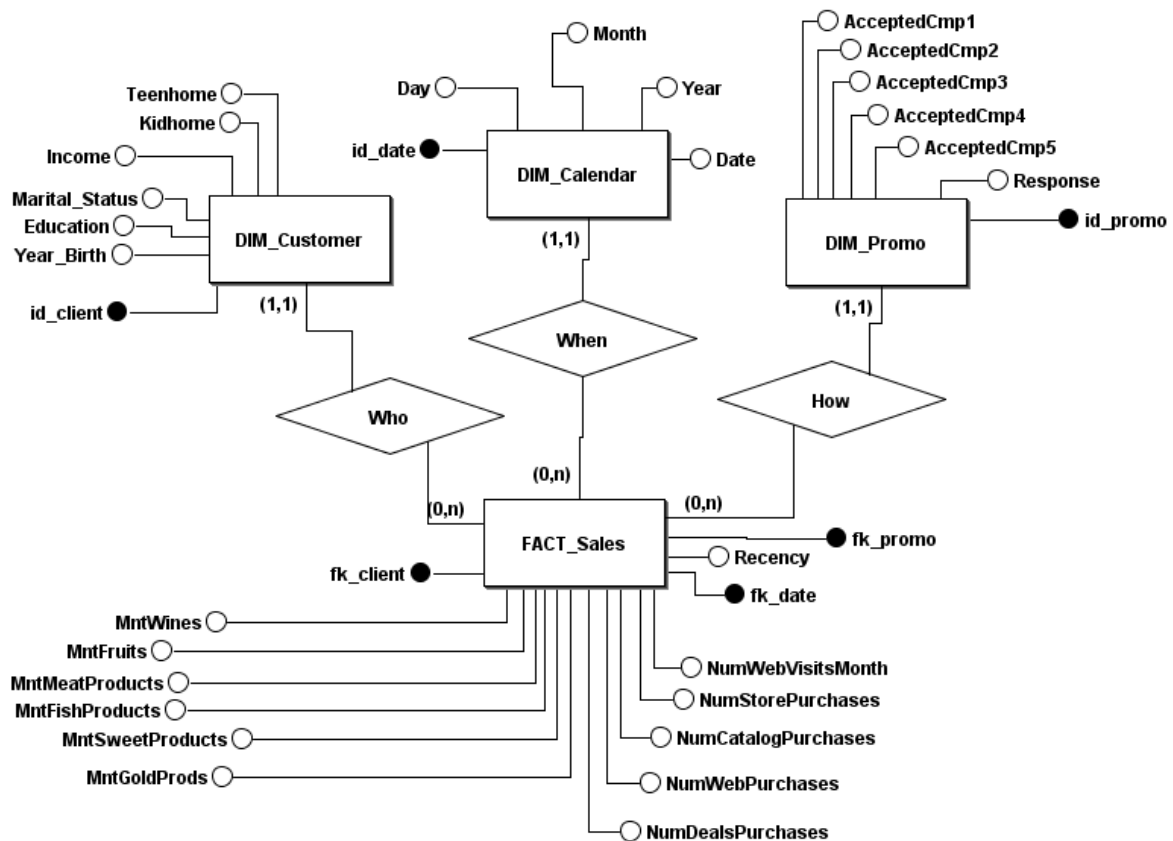 AcceptedCmp1
Month
AcceptedCmp2
AcceptedCmp3
Day
Year
Teenhome
AcceptedCmp4
Kidhome
id_date
AcceptedCmp5
Income
Date
DIM_Calendar
Response
Marital_Status
id_promo
Education
DIM_Customer
(1,1)
DIM_Promo
Year_Birth
(1,1)
(1,1)
id_client
When
How
Who
(0,n)
(0,n)
(0,n)
FACT_Sales
fk_promo
Recency
fk_client
fk_date
MntWines
MntFruits
NumWebVisitsMonth
MntMeatProducts
NumStorePurchases
MntFishProducts
MntSweetProducts
NumCatalogPurchases
MntGoldProds
NumWebPurchases
NumDealsPurchases